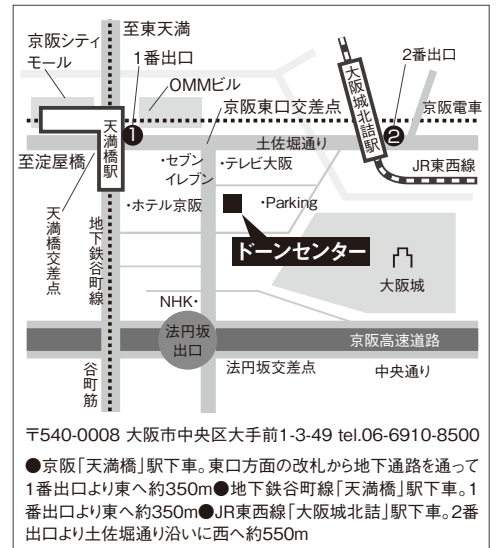 至東天満
京阪シティ
モール
1番出口
OMMビル
2番出口
京阪東口交差点
京阪電車
天満橋駅
❶
大阪城北詰駅
❷
土佐堀通り
至淀屋橋
・セブン
イレブン
・テレビ大阪
JR東西線
天満橋交差点
地下鉄谷町線
・ホテル京阪
・Parking
ドーンセンター
大阪城
NHK・
法円坂
出口
京阪高速道路
谷町筋
法円坂交差点
中央通り
〒540-0008 大阪市中央区大手前1-3-49 tel.06-6910-8500
●京阪「天満橋」駅下車。東口方面の改札から地下通路を通って
1番出口より東へ約350m●地下鉄谷町線「天満橋」駅下車。1
番出口より東へ約350m●JR東西線「大阪城北詰」駅下車。2番
出口より土佐堀通り沿いに西へ約550m